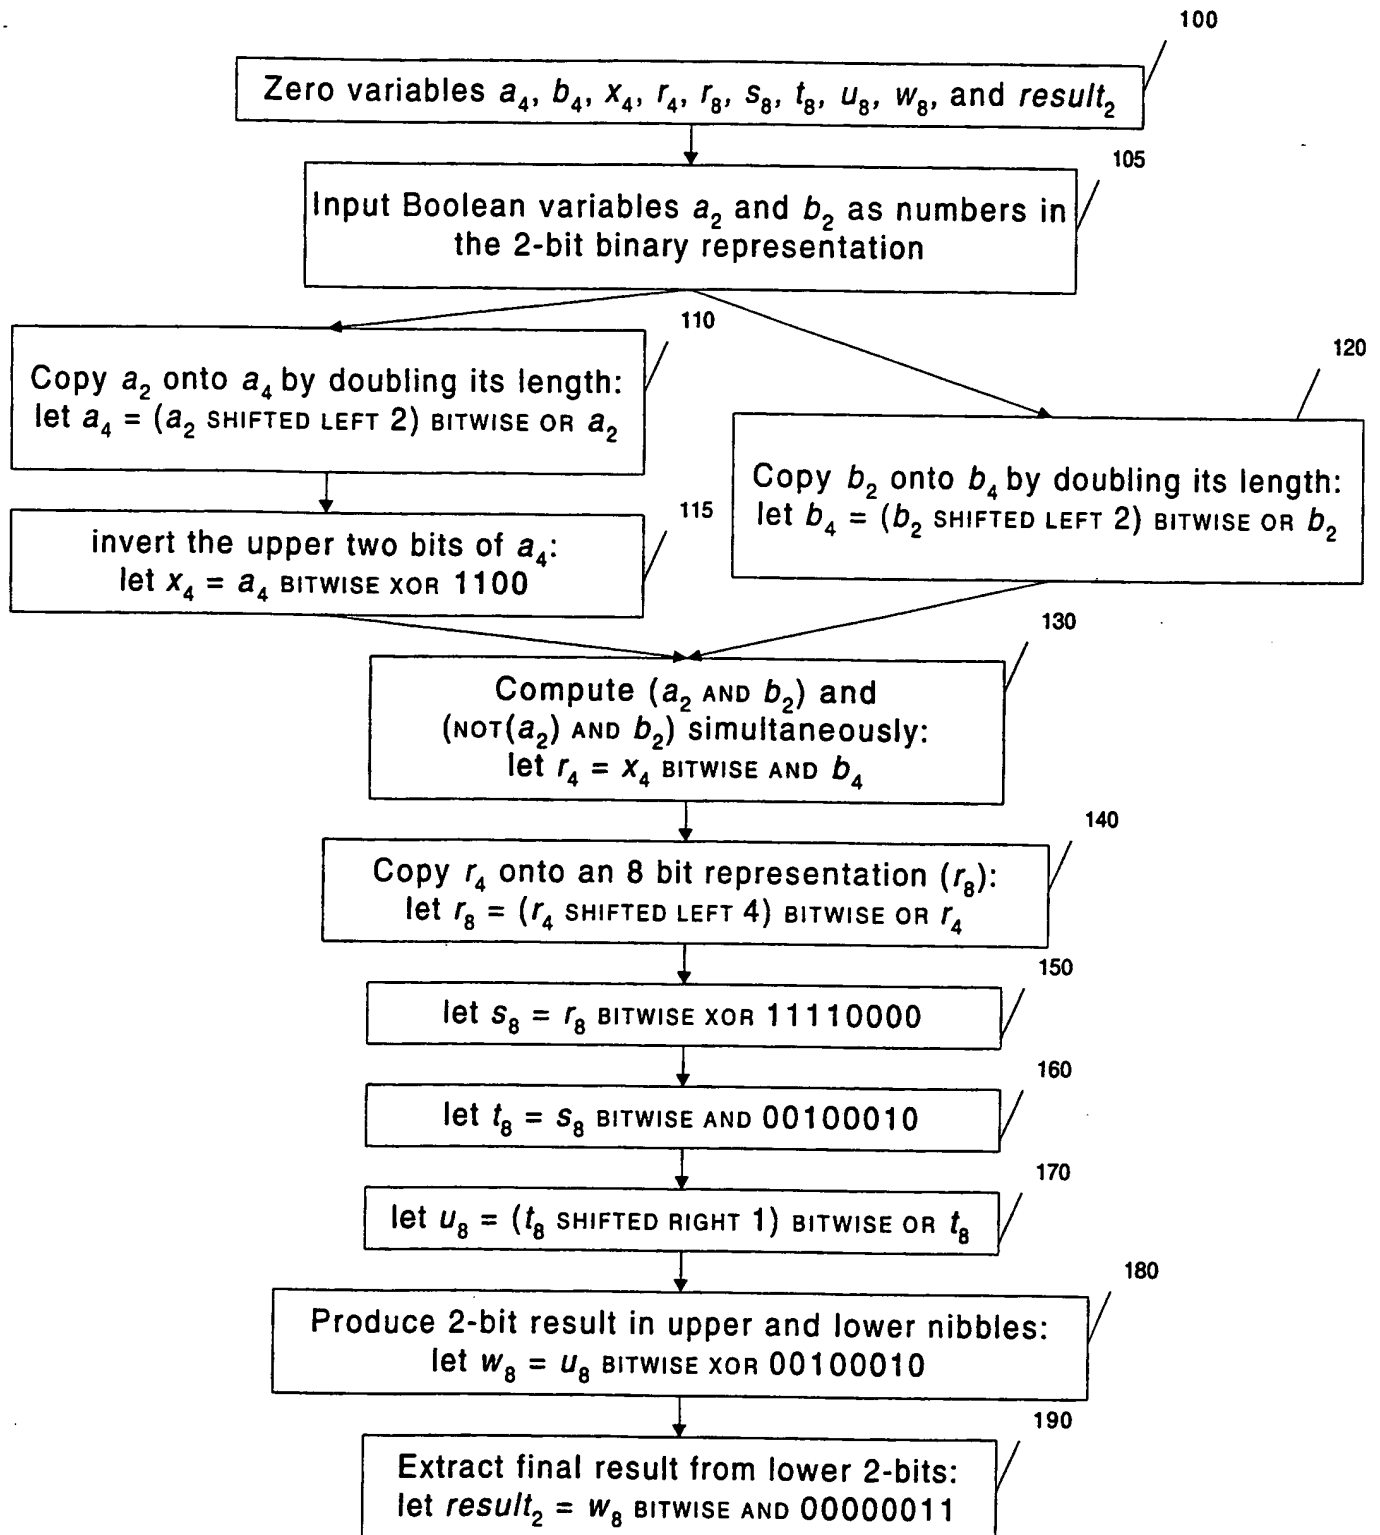 100
Zero variables a₄, b₄, x₄, r₄, r₈, s₈, t₈, u₈, w₈, and result₂
105
Input Boolean variables a₂ and b₂ as numbers in
the 2-bit binary representation
110
Copy a₂ onto a₄ by doubling its length:
let a₄ = (a₂ SHIFTED LEFT 2) BITWISE OR a₂
120
Copy b₂ onto b₄ by doubling its length:
let b₄ = (b₂ SHIFTED LEFT 2) BITWISE OR b₂
115
invert the upper two bits of a₄:
let x₄ = a₄ BITWISE XOR 1100
130
Compute (a₂ AND b₂) and
(NOT(a₂) AND b₂) simultaneously:
let r₄ = x₄ BITWISE AND b₄
140
Copy r₄ onto an 8 bit representation (r₈):
let r₈ = (r₄ SHIFTED LEFT 4) BITWISE OR r₄
150
let s₈ = r₈ BITWISE XOR 11110000
160
let t₈ = s₈ BITWISE AND 00100010
170
let u₈ = (t₈ SHIFTED RIGHT 1) BITWISE OR t₈
180
Produce 2-bit result in upper and lower nibbles:
let w₈ = u₈ BITWISE XOR 00100010
190
Extract final result from lower 2-bits:
let result₂ = w₈ BITWISE AND 00000011